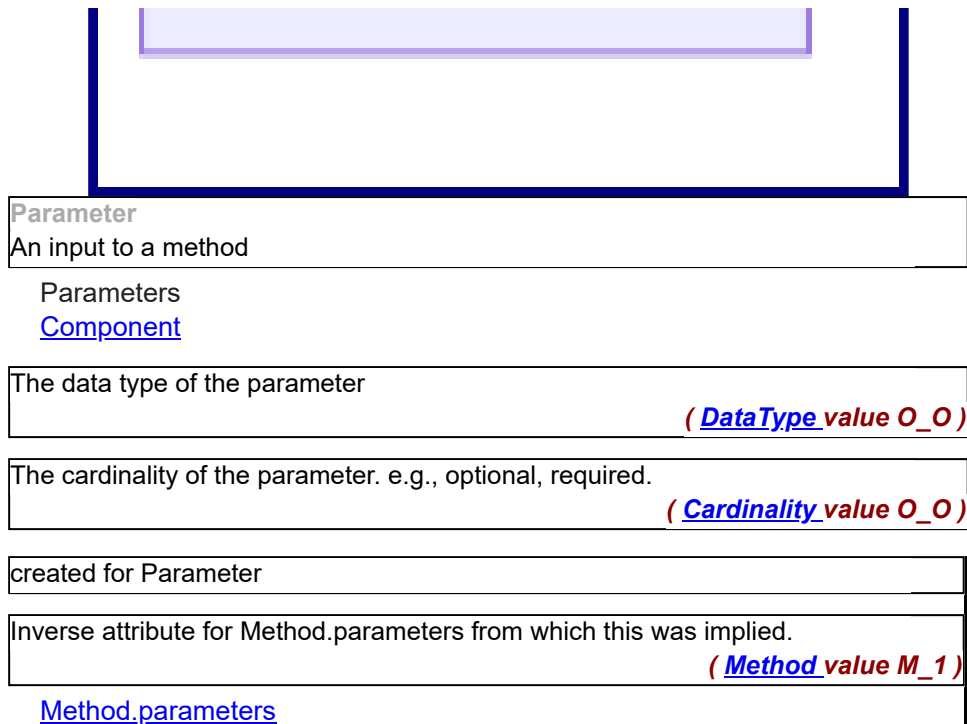 Parameter
An input to a method
Parameters
Component
The data type of the parameter
( DataType value O_O )
The cardinality of the parameter. e.g., optional, required.
( Cardinality value O_O )
created for Parameter
Inverse attribute for Method.parameters from which this was implied.
( Method value M_1 )
Method.parameters